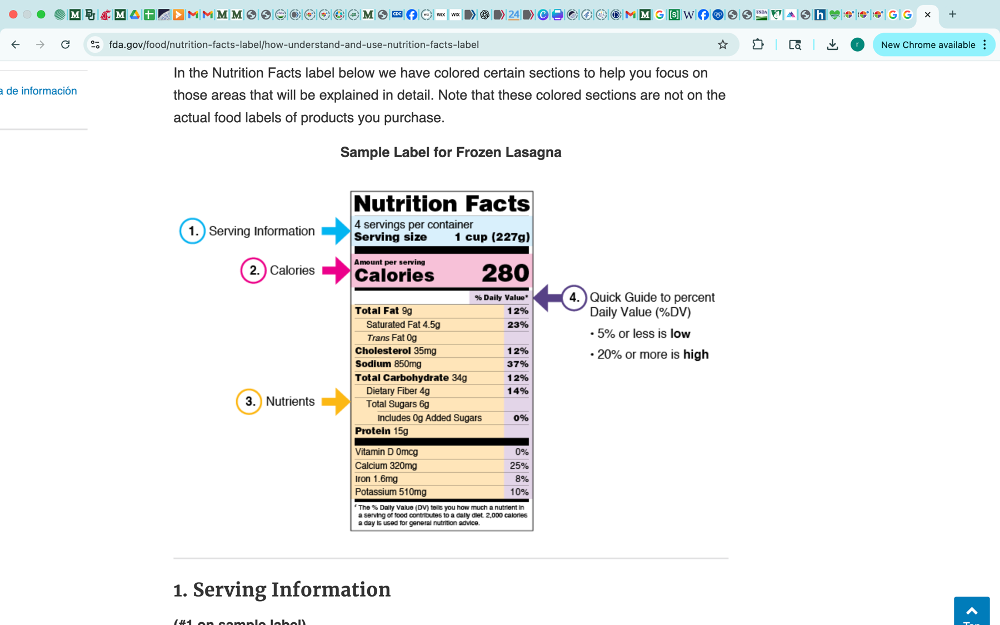 24
CDC
WIX
WIX
USDA
fda.gov/food/nutrition-facts-label/how-understand-and-use-nutrition-facts-label
r
New Chrome available
a de información
In the Nutrition Facts label below we have colored certain sections to help you focus on
those areas that will be explained in detail. Note that these colored sections are not on the
actual food labels of products you purchase.
Sample Label for Frozen Lasagna
Nutrition Facts
1. Serving Information
4 servings per container
Serving size 1 cup (227g)
2. Calories
Amount per serving
Calories 280
% Daily Value*
Total Fat 9g 12%
Saturated Fat 4.5g 23%
Trans Fat 0g
Cholesterol 35mg 12%
Sodium 850mg 37%
Total Carbohydrate 34g 12%
3. Nutrients
Dietary Fiber 4g 14%
Total Sugars 6g
Includes 0g Added Sugars 0%
Protein 15g
Vitamin D 0mcg 0%
Calcium 320mg 25%
Iron 1.6mg 8%
Potassium 510mg 10%
* The % Daily Value (DV) tells you how much a nutrient in
a serving of food contributes to a daily diet. 2,000 calories
a day is used for general nutrition advice.
4. Quick Guide to percent
Daily Value (%DV)
• 5% or less is low
• 20% or more is high
1. Serving Information
(#1 on sample label)
Top